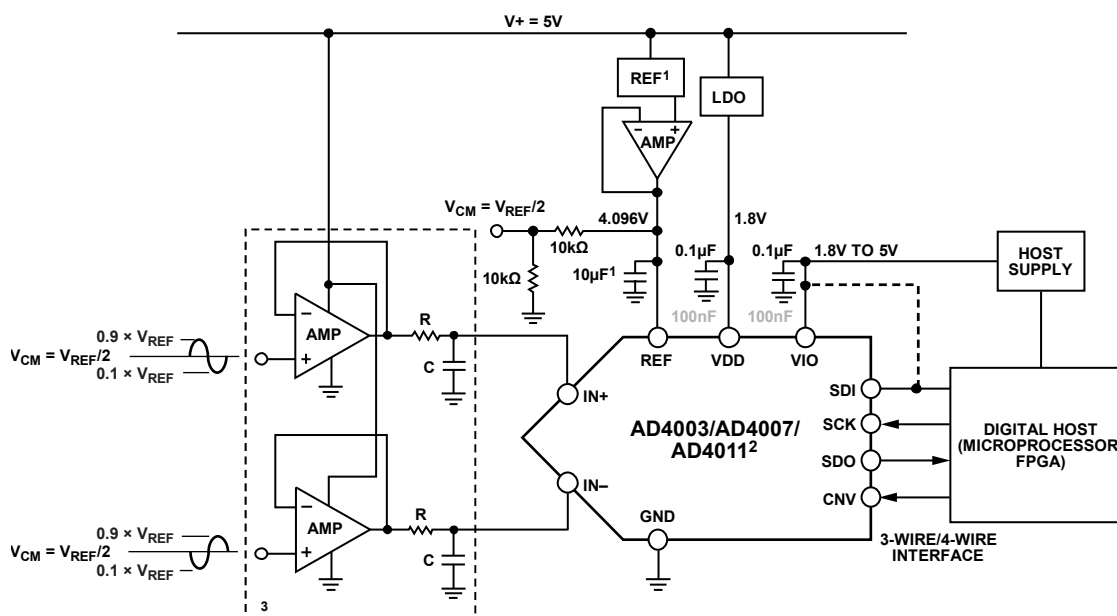 V+ = 5V
REF1
LDO
AMP
VCM = VREF/2
4.096V
1.8V
10kΩ
10kΩ
10µF1
0.1µF
0.1µF
1.8V TO 5V
HOST
SUPPLY
100nF
100nF
REF
VDD
VIO
AMP
R
C
0.9 × VREF
VCM = VREF/2
0.1 × VREF
IN+
AD4003/AD4007/
AD40112
SDI
SCK
SDO
CNV
DIGITAL HOST
(MICROPROCESSOR
FPGA)
IN−
GND
3-WIRE/4-WIRE
INTERFACE
AMP
R
C
0.9 × VREF
VCM = VREF/2
0.1 × VREF
3